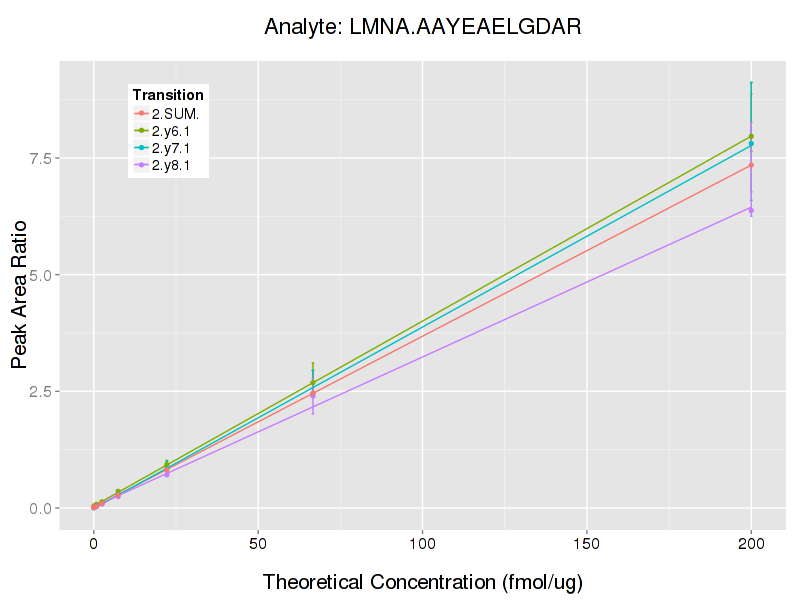 Analyte: LMNA.AAYEAELGDAR
Transition
2.SUM.
2.y6.1
2.y7.1
2.y8.1
Peak Area Ratio
7.5
5.0
2.5
0.0
0 50 100 150 200
Theoretical Concentration (fmol/ug)